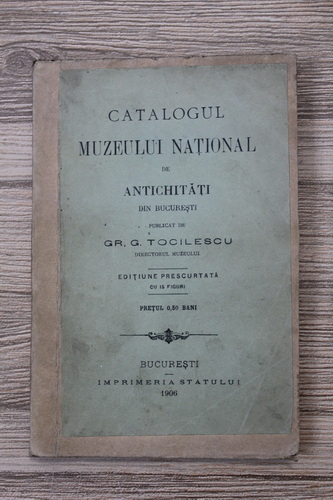 CATALOGUL
MUZEULUI NAȚIONAL
DE
ANTICHITĂȚI
DIN BUCUREȘTI
PUBLICAT DE
GR. G. TOCILESCU
DIRECTORUL MUZEULUI
EDIȚIUNE PRESCURTATĂ
CU 15 FIGURI
PREȚUL 0,50 BANI
BUCUREȘTI
IMPRIMERIA STATULUI
1906